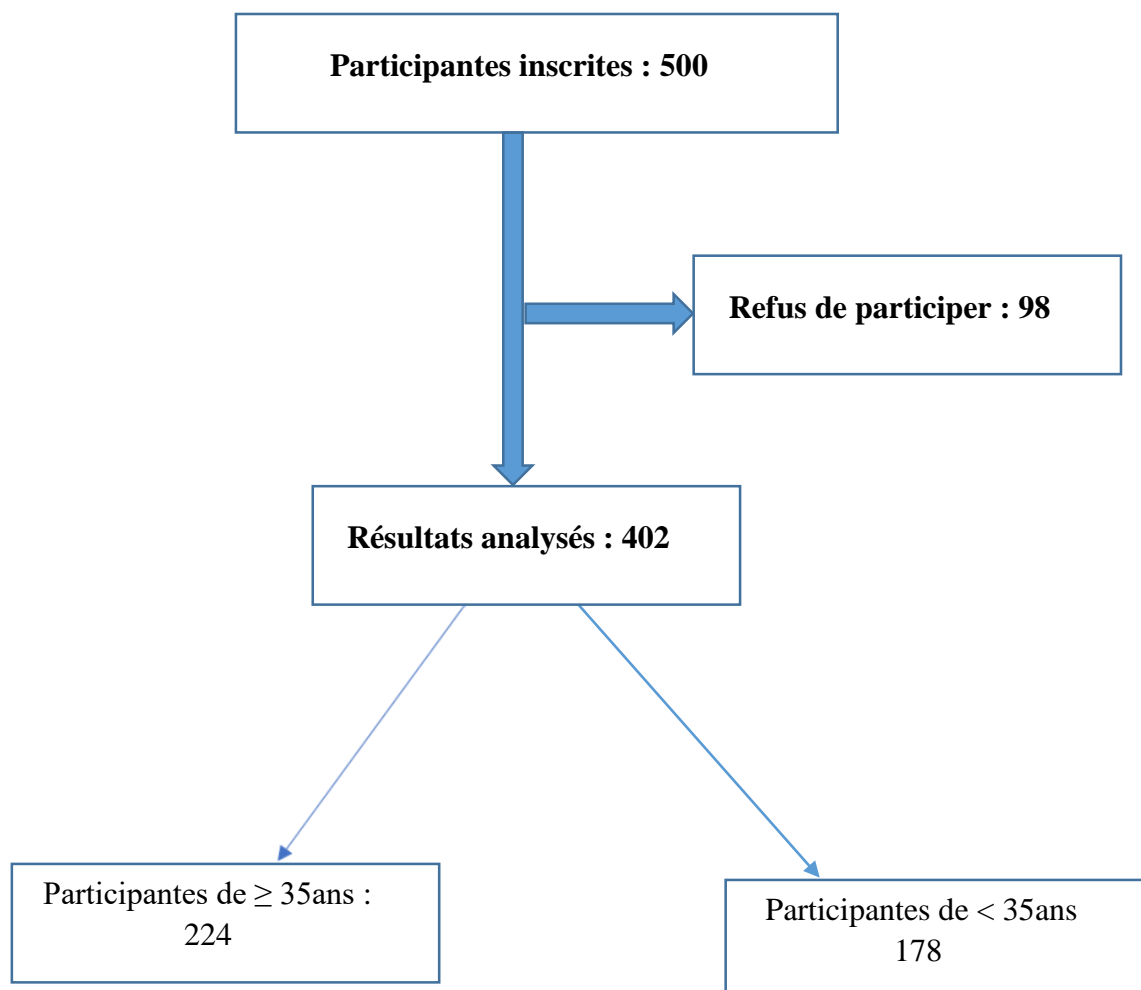 Participantes inscrites : 500
Refus de participer : 98
Résultats analysés : 402
Participantes de ≥ 35ans :
224
Participantes de < 35ans
178